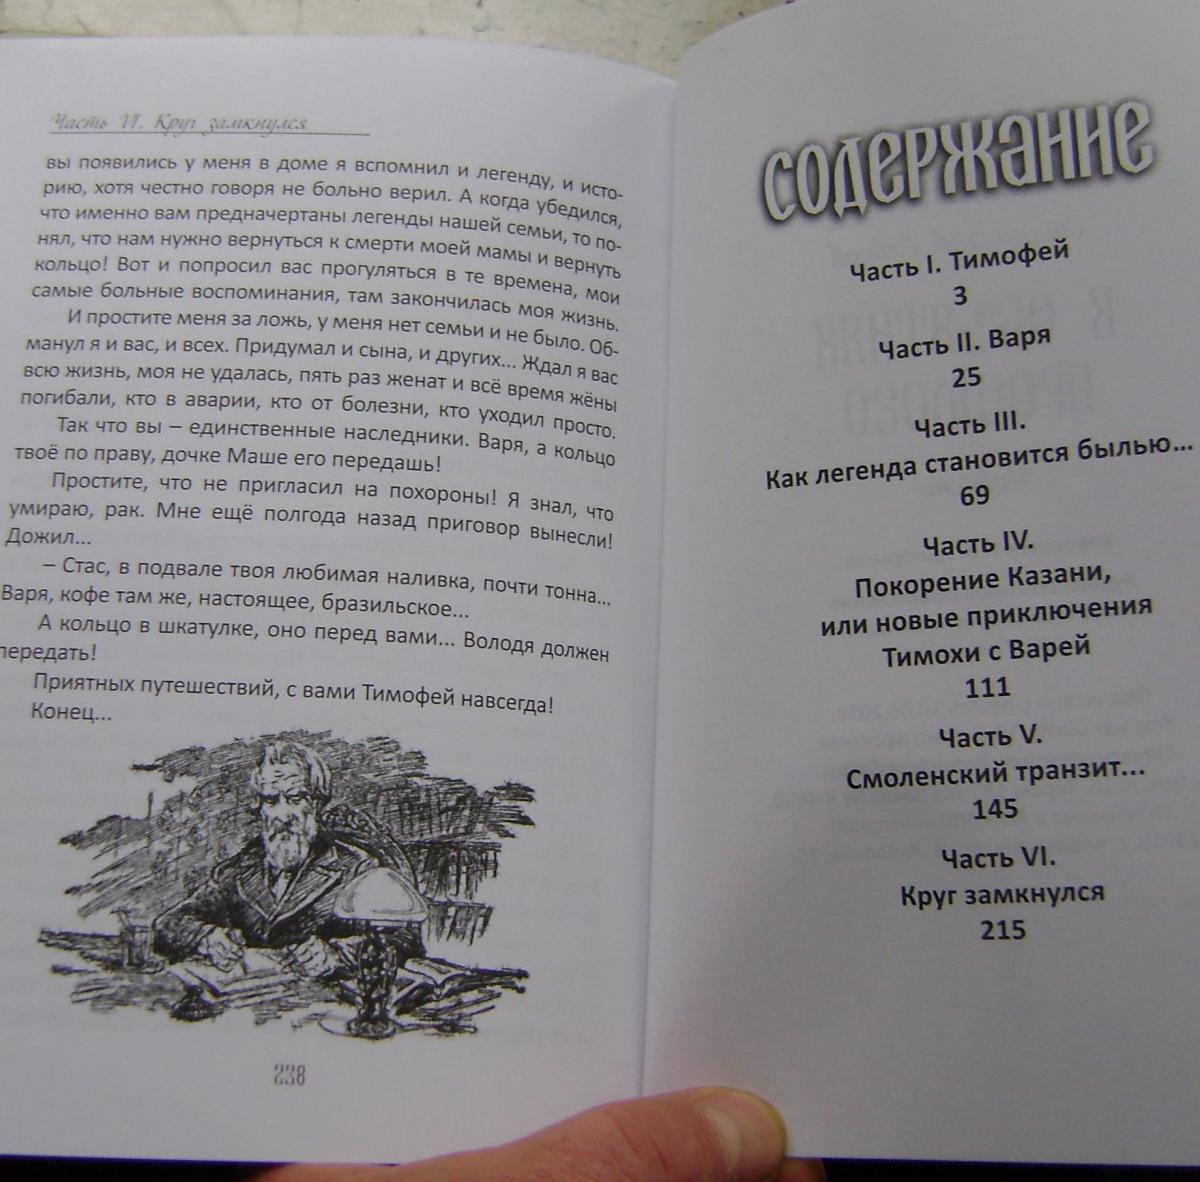 Часть VI. Круг замкнулся
вы появились у меня в доме я вспомнил и легенду, и исто-
рию, хотя честно говоря не больно верил. А когда убедился,
что именно вам предначертаны легенды нашей семьи, то по-
нял, что нам нужно вернуться к смерти моей мамы и вернуть
кольцо! Вот и попросил вас прогуляться в те времена, мои
самые больные воспоминания, там закончилась моя жизнь.
И простите меня за ложь, у меня нет семьи и не было. Об-
манул я и вас, и всех. Придумал и сына, и других... Ждал я вас
всю жизнь, моя не удалась, пять раз женат и всё время жёны
погибали, кто в аварии, кто от болезни, кто уходил просто.
Так что вы – единственные наследники. Варя, а кольцо
твоё по праву, дочке Маше его передашь!
Простите, что не пригласил на похороны! Я знал, что
умираю, рак. Мне ещё полгода назад приговор вынесли!
Дожил...
– Стас, в подвале твоя любимая наливка, почти тонна...
Варя, кофе там же, настоящее, бразильское...
А кольцо в шкатулке, оно перед вами... Володя должен
передать!
Приятных путешествий, с вами Тимофей навсегда!
Конец...
238
СОДЕРЖАНИЕ
Часть I. Тимофей
3
Часть II. Варя
25
Часть III.
Как легенда становится былью...
69
Часть IV.
Покорение Казани,
или новые приключения
Тимохи с Варей
111
Часть V.
Смоленский транзит...
145
Часть VI.
Круг замкнулся
215